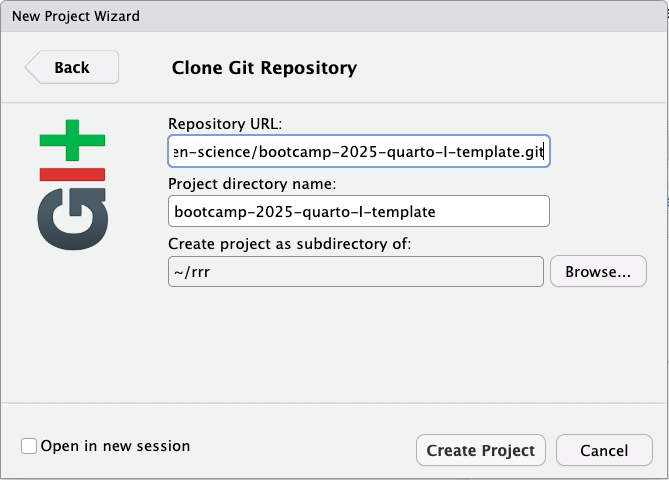 New Project Wizard
Back
Clone Git Repository
GIt
Repository URL:
en-science/bootcamp-2025-quarto-I-template.git
Project directory name:
bootcamp-2025-quarto-I-template
Create project as subdirectory of:
~/rrr
Browse...
Open in new session
Create Project
Cancel